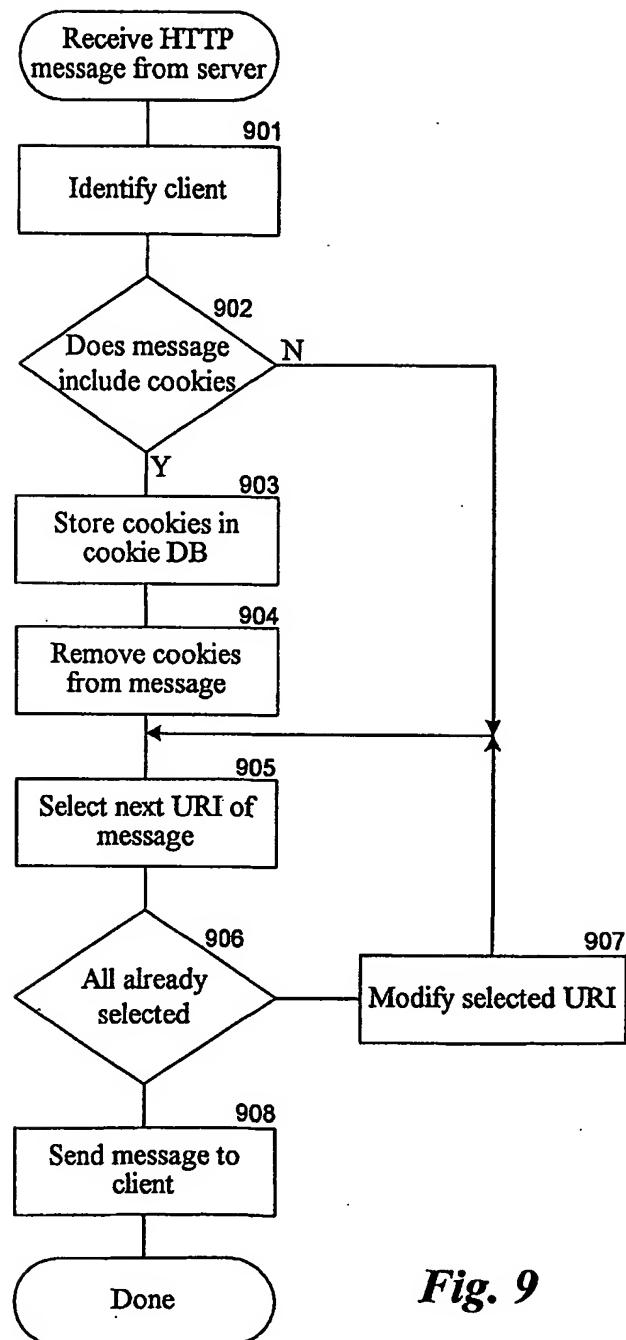 Receive HTTP
message from server
901
Identify client
902
Does message
include cookies
N
Y
903
Store cookies in
cookie DB
904
Remove cookies
from message
905
Select next URI of
message
906
All already
selected
907
Modify selected URI
908
Send message to
client
Done
Fig. 9